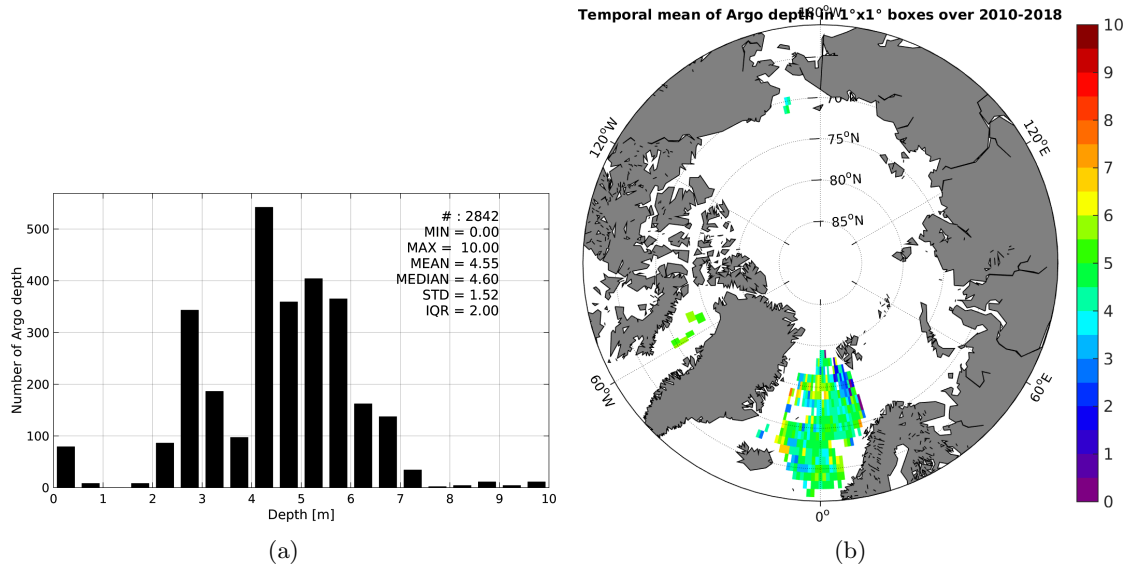 Temporal mean of Argo depth in 1°x1° boxes over 2010-2018
180°W
120°W
120°E
60°W
60°E
0°
70°N
75°N
80°N
85°N
10
9
8
7
6
5
4
3
2
1
0
# : 2842
MIN = 0.00
MAX = 10.00
MEAN = 4.55
MEDIAN = 4.60
STD = 1.52
IQR = 2.00
Number of Argo depth
500
400
300
200
100
0
0 1 2 3 4 5 6 7 8 9 10
Depth [m]
(a)
(b)